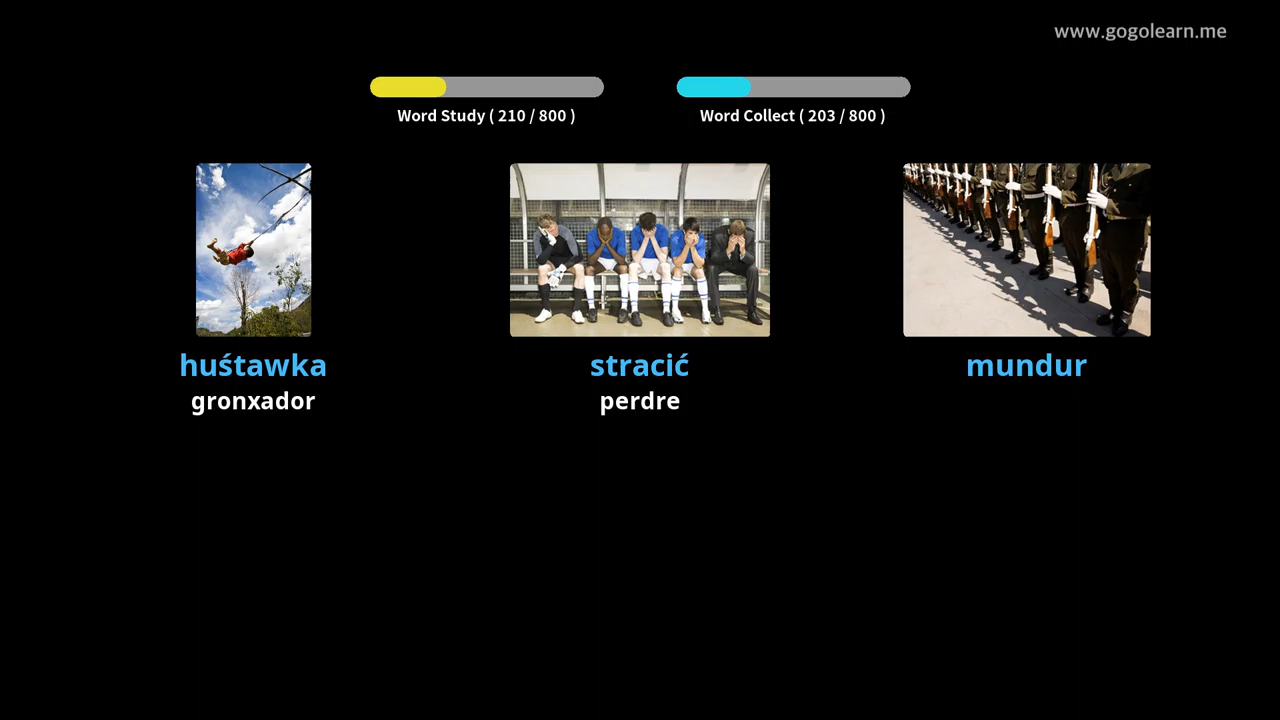 www.gogolearn.me
Word Study ( 210 / 800 )
Word Collect ( 203 / 800 )
huśtawka
gronxador
stracić
perdre
mundur